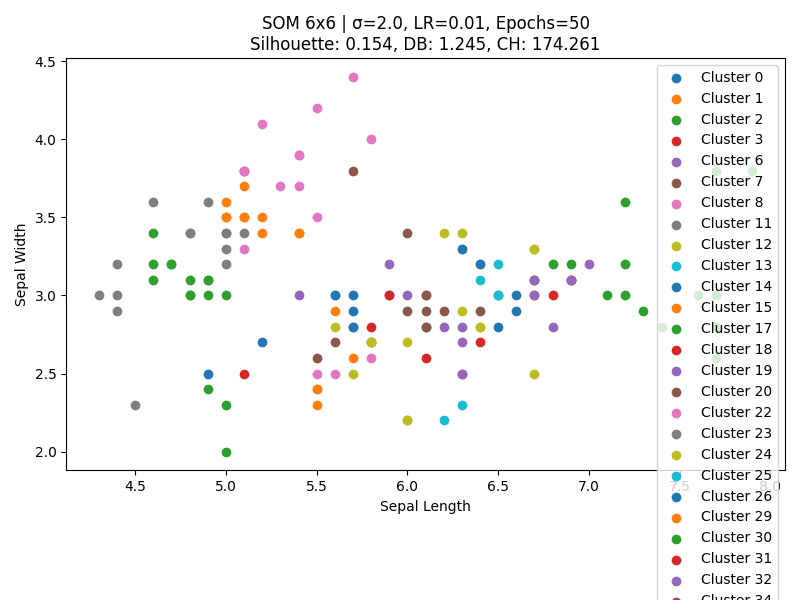 SOM 6x6 | σ=2.0, LR=0.01, Epochs=50
Silhouette: 0.154, DB: 1.245, CH: 174.261
Sepal Width
4.5
4.0
3.5
3.0
2.5
2.0
4.5
5.0
5.5
6.0
6.5
7.0
7.5
8.0
Sepal Length
Cluster 0
Cluster 1
Cluster 2
Cluster 3
Cluster 6
Cluster 7
Cluster 8
Cluster 11
Cluster 12
Cluster 13
Cluster 14
Cluster 15
Cluster 17
Cluster 18
Cluster 19
Cluster 20
Cluster 22
Cluster 23
Cluster 24
Cluster 25
Cluster 26
Cluster 29
Cluster 30
Cluster 31
Cluster 32
Cluster 34